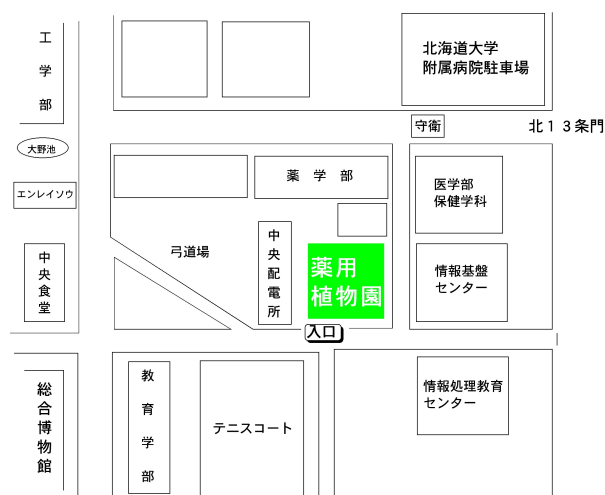 工学部
北海道大学
附属病院駐車場
守衛
北１３条門
大野池
エンレイソウ
薬学部
医学部
保健学科
中央食堂
弓道場
中央配電所
薬用
植物園
情報基盤
センター
入口
総合博物館
教育学部
テニスコート
情報処理教育
センター